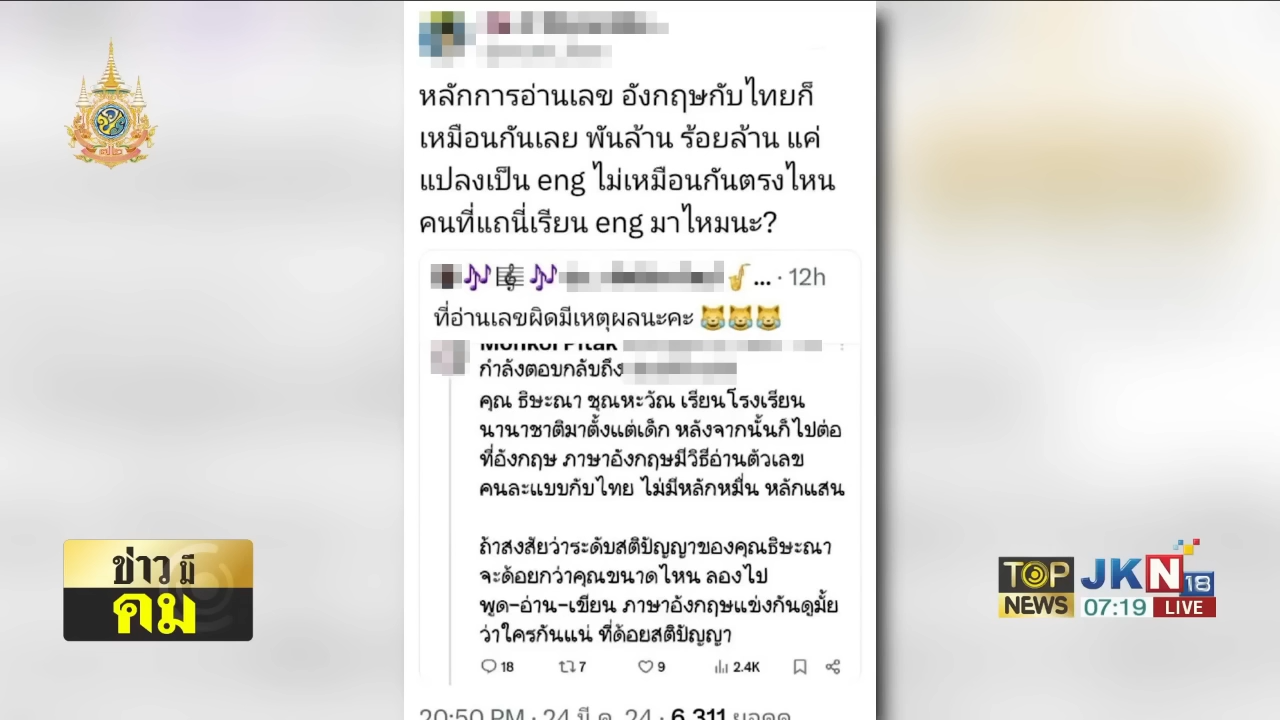 หลักการอ่านเลข อังกฤษกับไทยก็
เหมือนกันเลย พันล้าน ร้อยล้าน แค่
แปลงเป็น eng ไม่เหมือนกันตรงไหน
คนที่แถนี่เรียน eng มาไหมนะ?
... · 12h
ที่อ่านเลขผิดมีเหตุผลนะคะ
Monkol Pitak
กำลังตอบกลับถึง
คุณ ธิษะณา ชุณหะวัณ เรียนโรงเรียน
นานาชาติมาตั้งแต่เด็ก หลังจากนั้นก็ไปต่อ
ที่อังกฤษ ภาษาอังกฤษมีวิธีอ่านตัวเลข
คนละแบบกับไทย ไม่มีหลักหมื่น หลักแสน
ถ้าสงสัยว่าระดับสติปัญญาของคุณธิษะณา
จะด้อยกว่าคุณขนาดไหน ลองไป
พูด-อ่าน-เขียน ภาษาอังกฤษแข่งกันดูมั้ย
ว่าใครกันแน่ ที่ด้อยสติปัญญา
18 7 9 2.4K
20:50 PM · 24 มี.ค. 24 · 6,311 ยอดดู
ข่าวมี
คม
TOP
NEWS
JKN18
07:19 LIVE